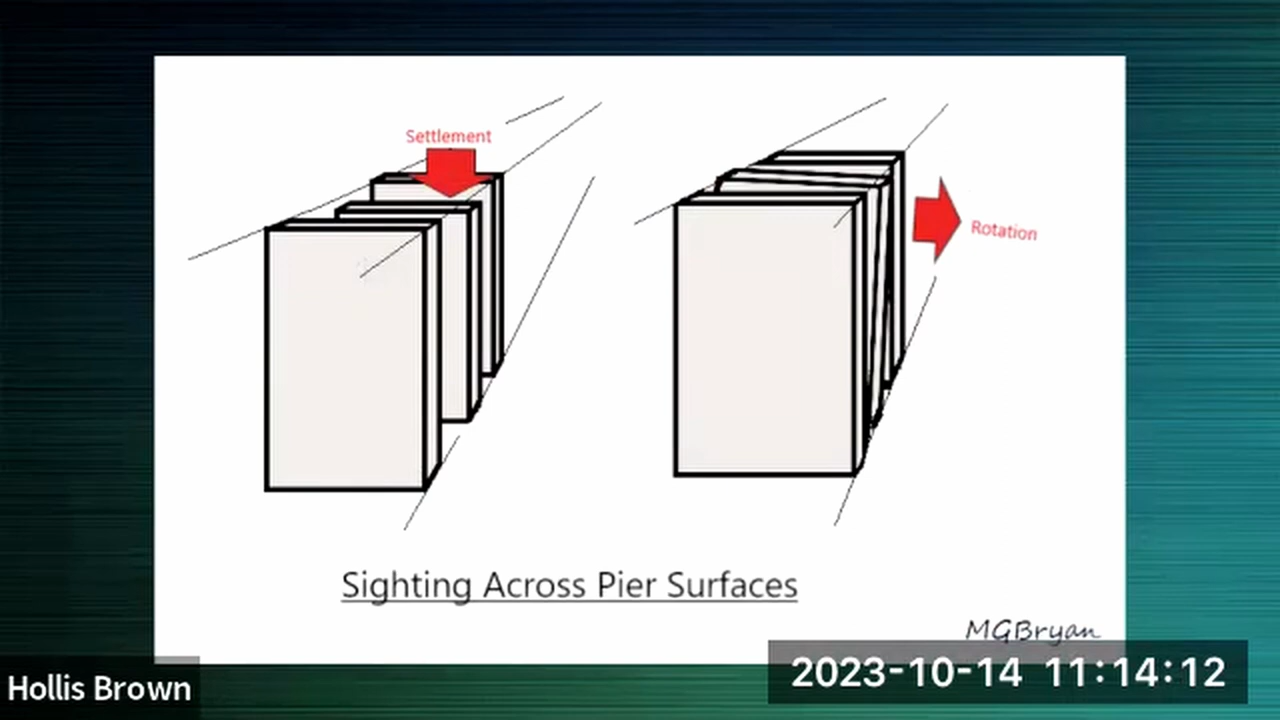 Settlement
Rotation
Sighting Across Pier Surfaces
MGBryan
Hollis Brown
2023-10-14 11:14:12